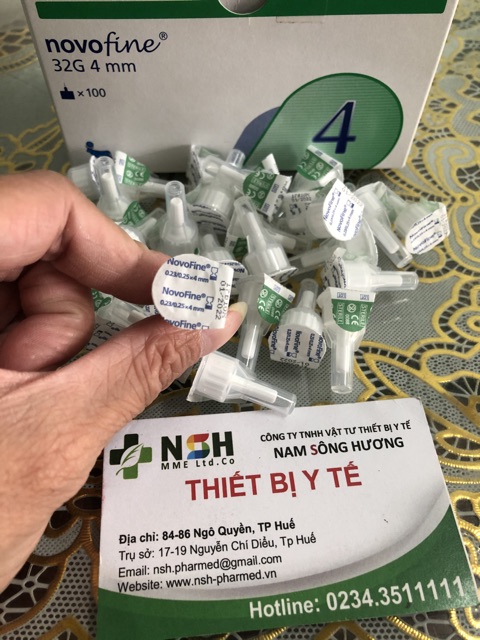 novofine®
32G 4 mm
x 100
4
NovoFine®
0.23/0.25×4 mm
NovoFine®
0.23/0.25×4 mm
NovoFine®
01/2022
NSH
MME Ltd.Co
CÔNG TY TNHH VẬT TƯ THIẾT BỊ Y TẾ
NAM SÔNG HƯƠNG
THIẾT BỊ Y TẾ
Địa chỉ: 84-86 Ngô Quyền, TP Huế
Trụ sở: 17-19 Nguyễn Chí Diểu, Tp Huế
Email: nsh.pharmed@gmail.com
Website: www.nsh-pharmed.vn
Hotline: 0234.3511111